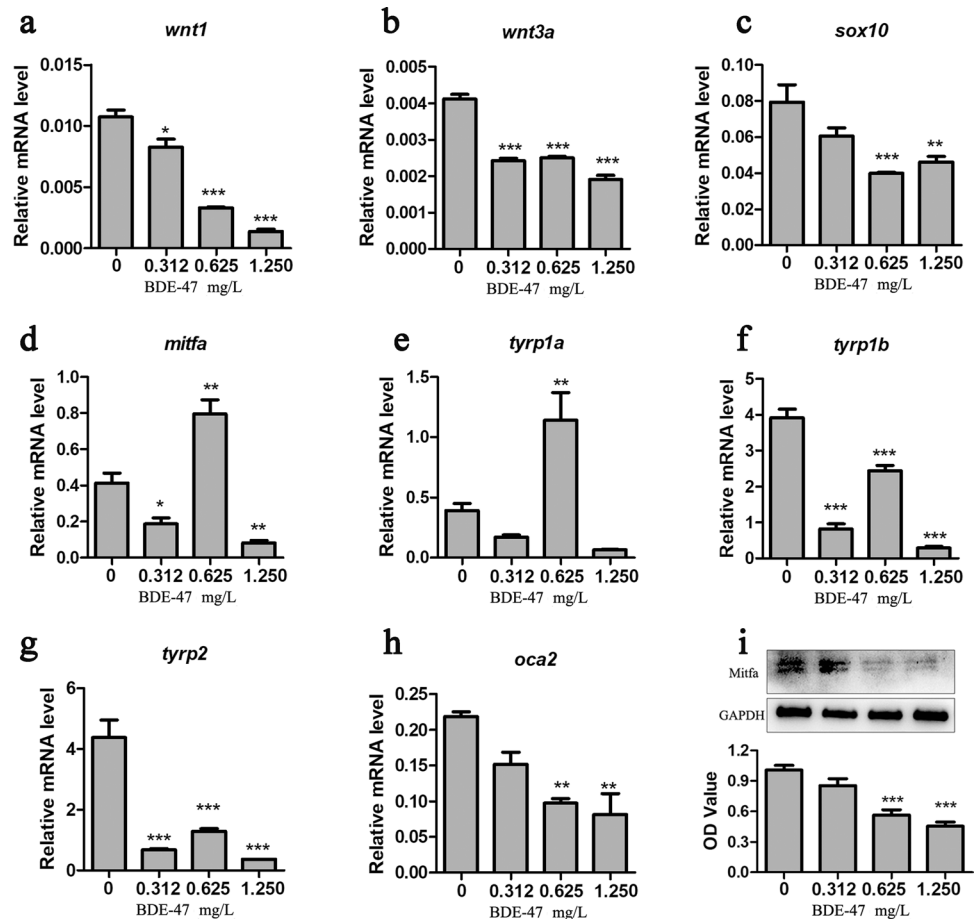 a
wnt1
Relative mRNA level
0.015
0.010
0.005
0.000
*
***
***
0 0.312 0.625 1.250
BDE-47 mg/L
b
wnt3a
Relative mRNA level
0.005
0.004
0.003
0.002
0.001
0.000
***
***
***
0 0.312 0.625 1.250
BDE-47 mg/L
c
sox10
Relative mRNA level
0.10
0.08
0.06
0.04
0.02
0.00
***
**
0 0.312 0.625 1.250
BDE-47 mg/L
d
mitfa
Relative mRNA level
1.0
0.8
0.6
0.4
0.2
0.0
*
**
**
0 0.312 0.625 1.250
BDE-47 mg/L
e
tyrp1a
Relative mRNA level
1.5
1.0
0.5
0.0
**
0 0.312 0.625 1.250
BDE-47 mg/L
f
tyrp1b
Relative mRNA level
5
4
3
2
1
0
***
***
***
0 0.312 0.625 1.250
BDE-47 mg/L
g
tyrp2
Relative mRNA level
6
4
2
0
***
***
***
0 0.312 0.625 1.250
BDE-47 mg/L
h
oca2
Relative mRNA level
0.25
0.20
0.15
0.10
0.05
0.00
**
**
0 0.312 0.625 1.250
BDE-47 mg/L
i
Mitfa
GAPDH
OD Value
1.2
0.9
0.6
0.3
0.0
***
***
0 0.312 0.625 1.250
BDE-47 mg/L